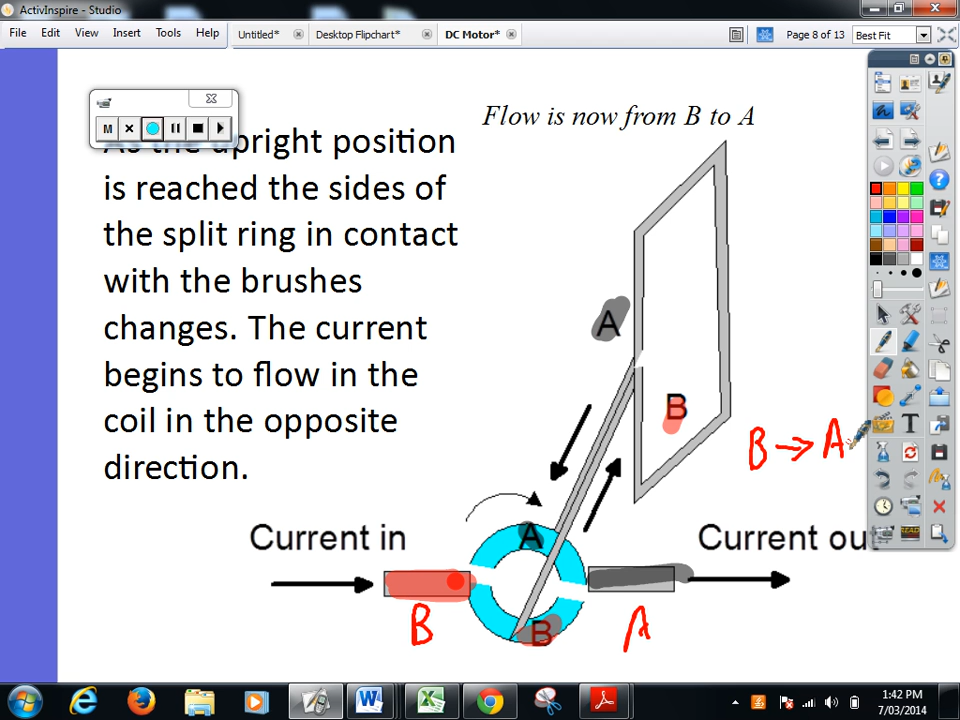 ActivInspire - Studio
File Edit View Insert Tools Help Untitled* Desktop Flipchart* DC Motor* Page 8 of 13 Best Fit
M
Flow is now from B to A
As the upright position
is reached the sides of
the split ring in contact
with the brushes
changes. The current
begins to flow in the
coil in the opposite
direction.
A
B
B → A
Current in
A
Current out
B
B
A
1:42 PM
7/03/2014